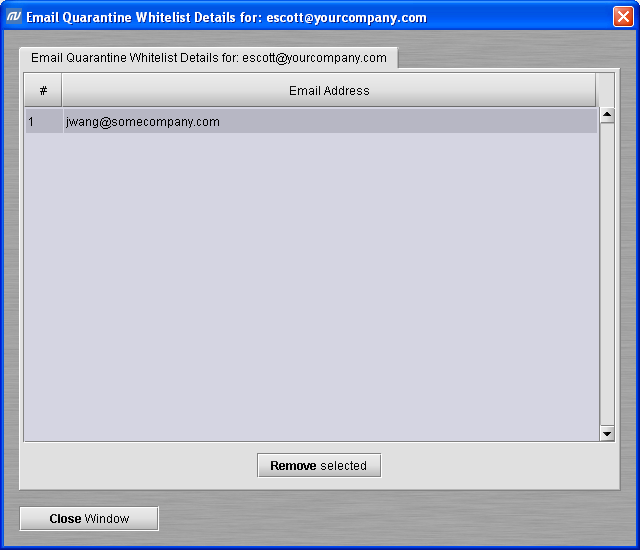 Email Quarantine Whitelist Details for: escott@yourcompany.com
Email Quarantine Whitelist Details for: escott@yourcompany.com
# Email Address
1 jwang@somecompany.com
Remove selected
Close Window